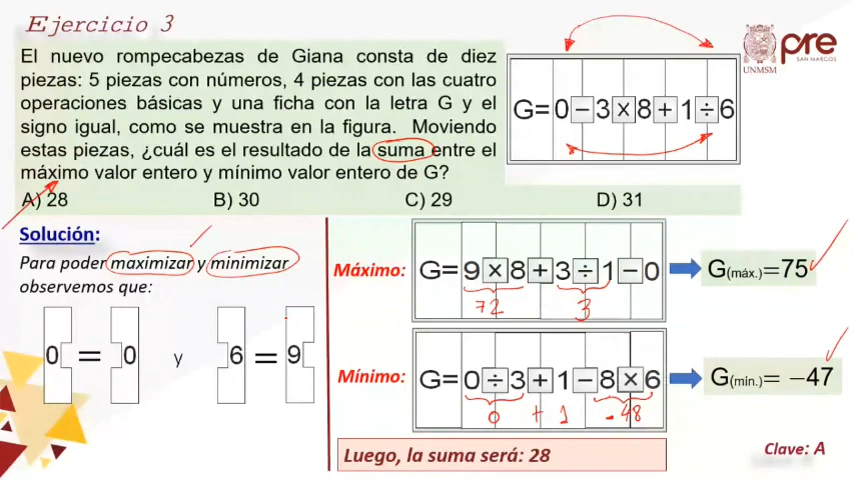 Ejercicio 3
El nuevo rompecabezas de Giana consta de diez
piezas: 5 piezas con números, 4 piezas con las cuatro
operaciones básicas y una ficha con la letra G y el
signo igual, como se muestra en la figura. Moviendo
estas piezas, ¿cuál es el resultado de la suma entre el
máximo valor entero y mínimo valor entero de G?
A) 28 B) 30 C) 29 D) 31
G= 0 − 3 × 8 + 1 ÷ 6
UNMSM
pre
SAN MARCOS
Solución:
Para poder maximizar y minimizar
observemos que:
0 = 0 y 6 = 9
Máximo: G= 9 × 8 + 3 ÷ 1 − 0 G(máx.)=75
72 3
Mínimo: G= 0 ÷ 3 + 1 − 8 × 6 G(mín.)= −47
0 + 1 - 48
Luego, la suma será: 28
Clave: A